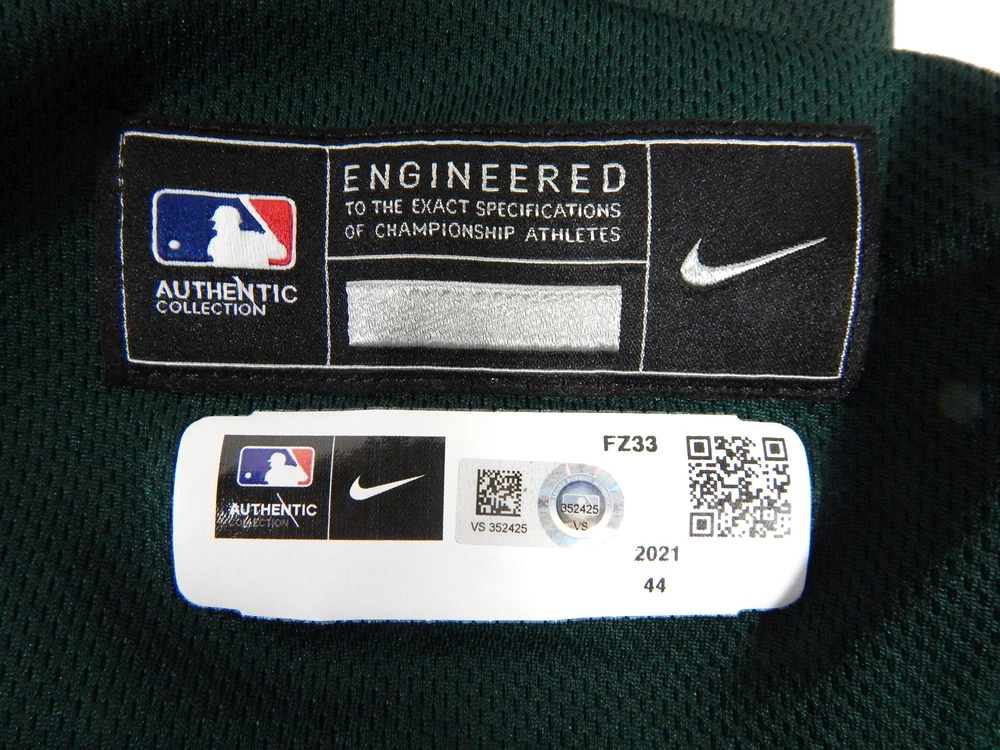 ENGINEERED
TO THE EXACT SPECIFICATIONS
OF CHAMPIONSHIP ATHLETES
AUTHENTIC
COLLECTION
FZ33
AUTHENTIC
COLLECTION
VS 352425
352425
VS
2021
44